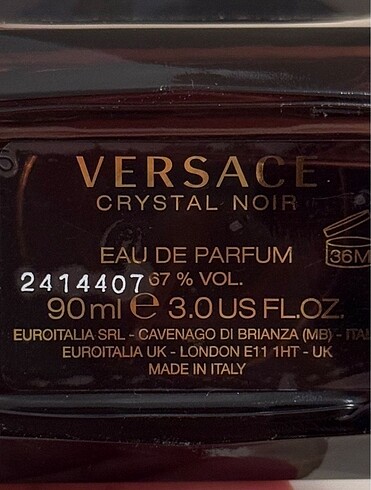 VERSACE
CRYSTAL NOIR
EAU DE PARFUM
36M
2414407 67 % VOL.
90 ml e 3.0 US FL.OZ.
EUROITALIA SRL - CAVENAGO DI BRIANZA (MB) - ITA
EUROITALIA UK - LONDON E11 1HT - UK
MADE IN ITALY